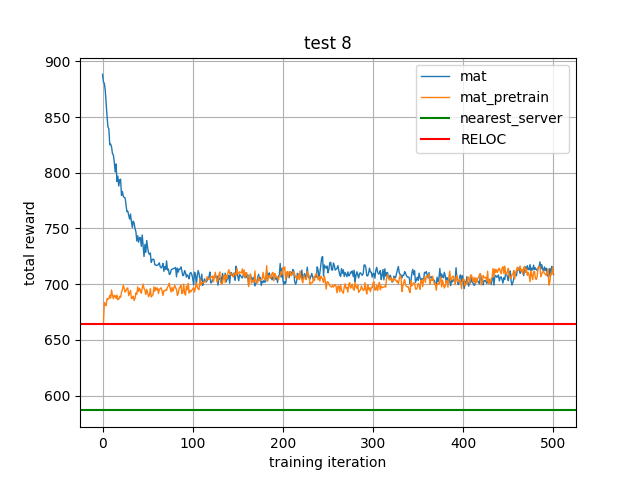 test 8
900
850
800
750
700
650
600
total reward
0
100
200
300
400
500
training iteration
mat
mat_pretrain
nearest_server
RELOC